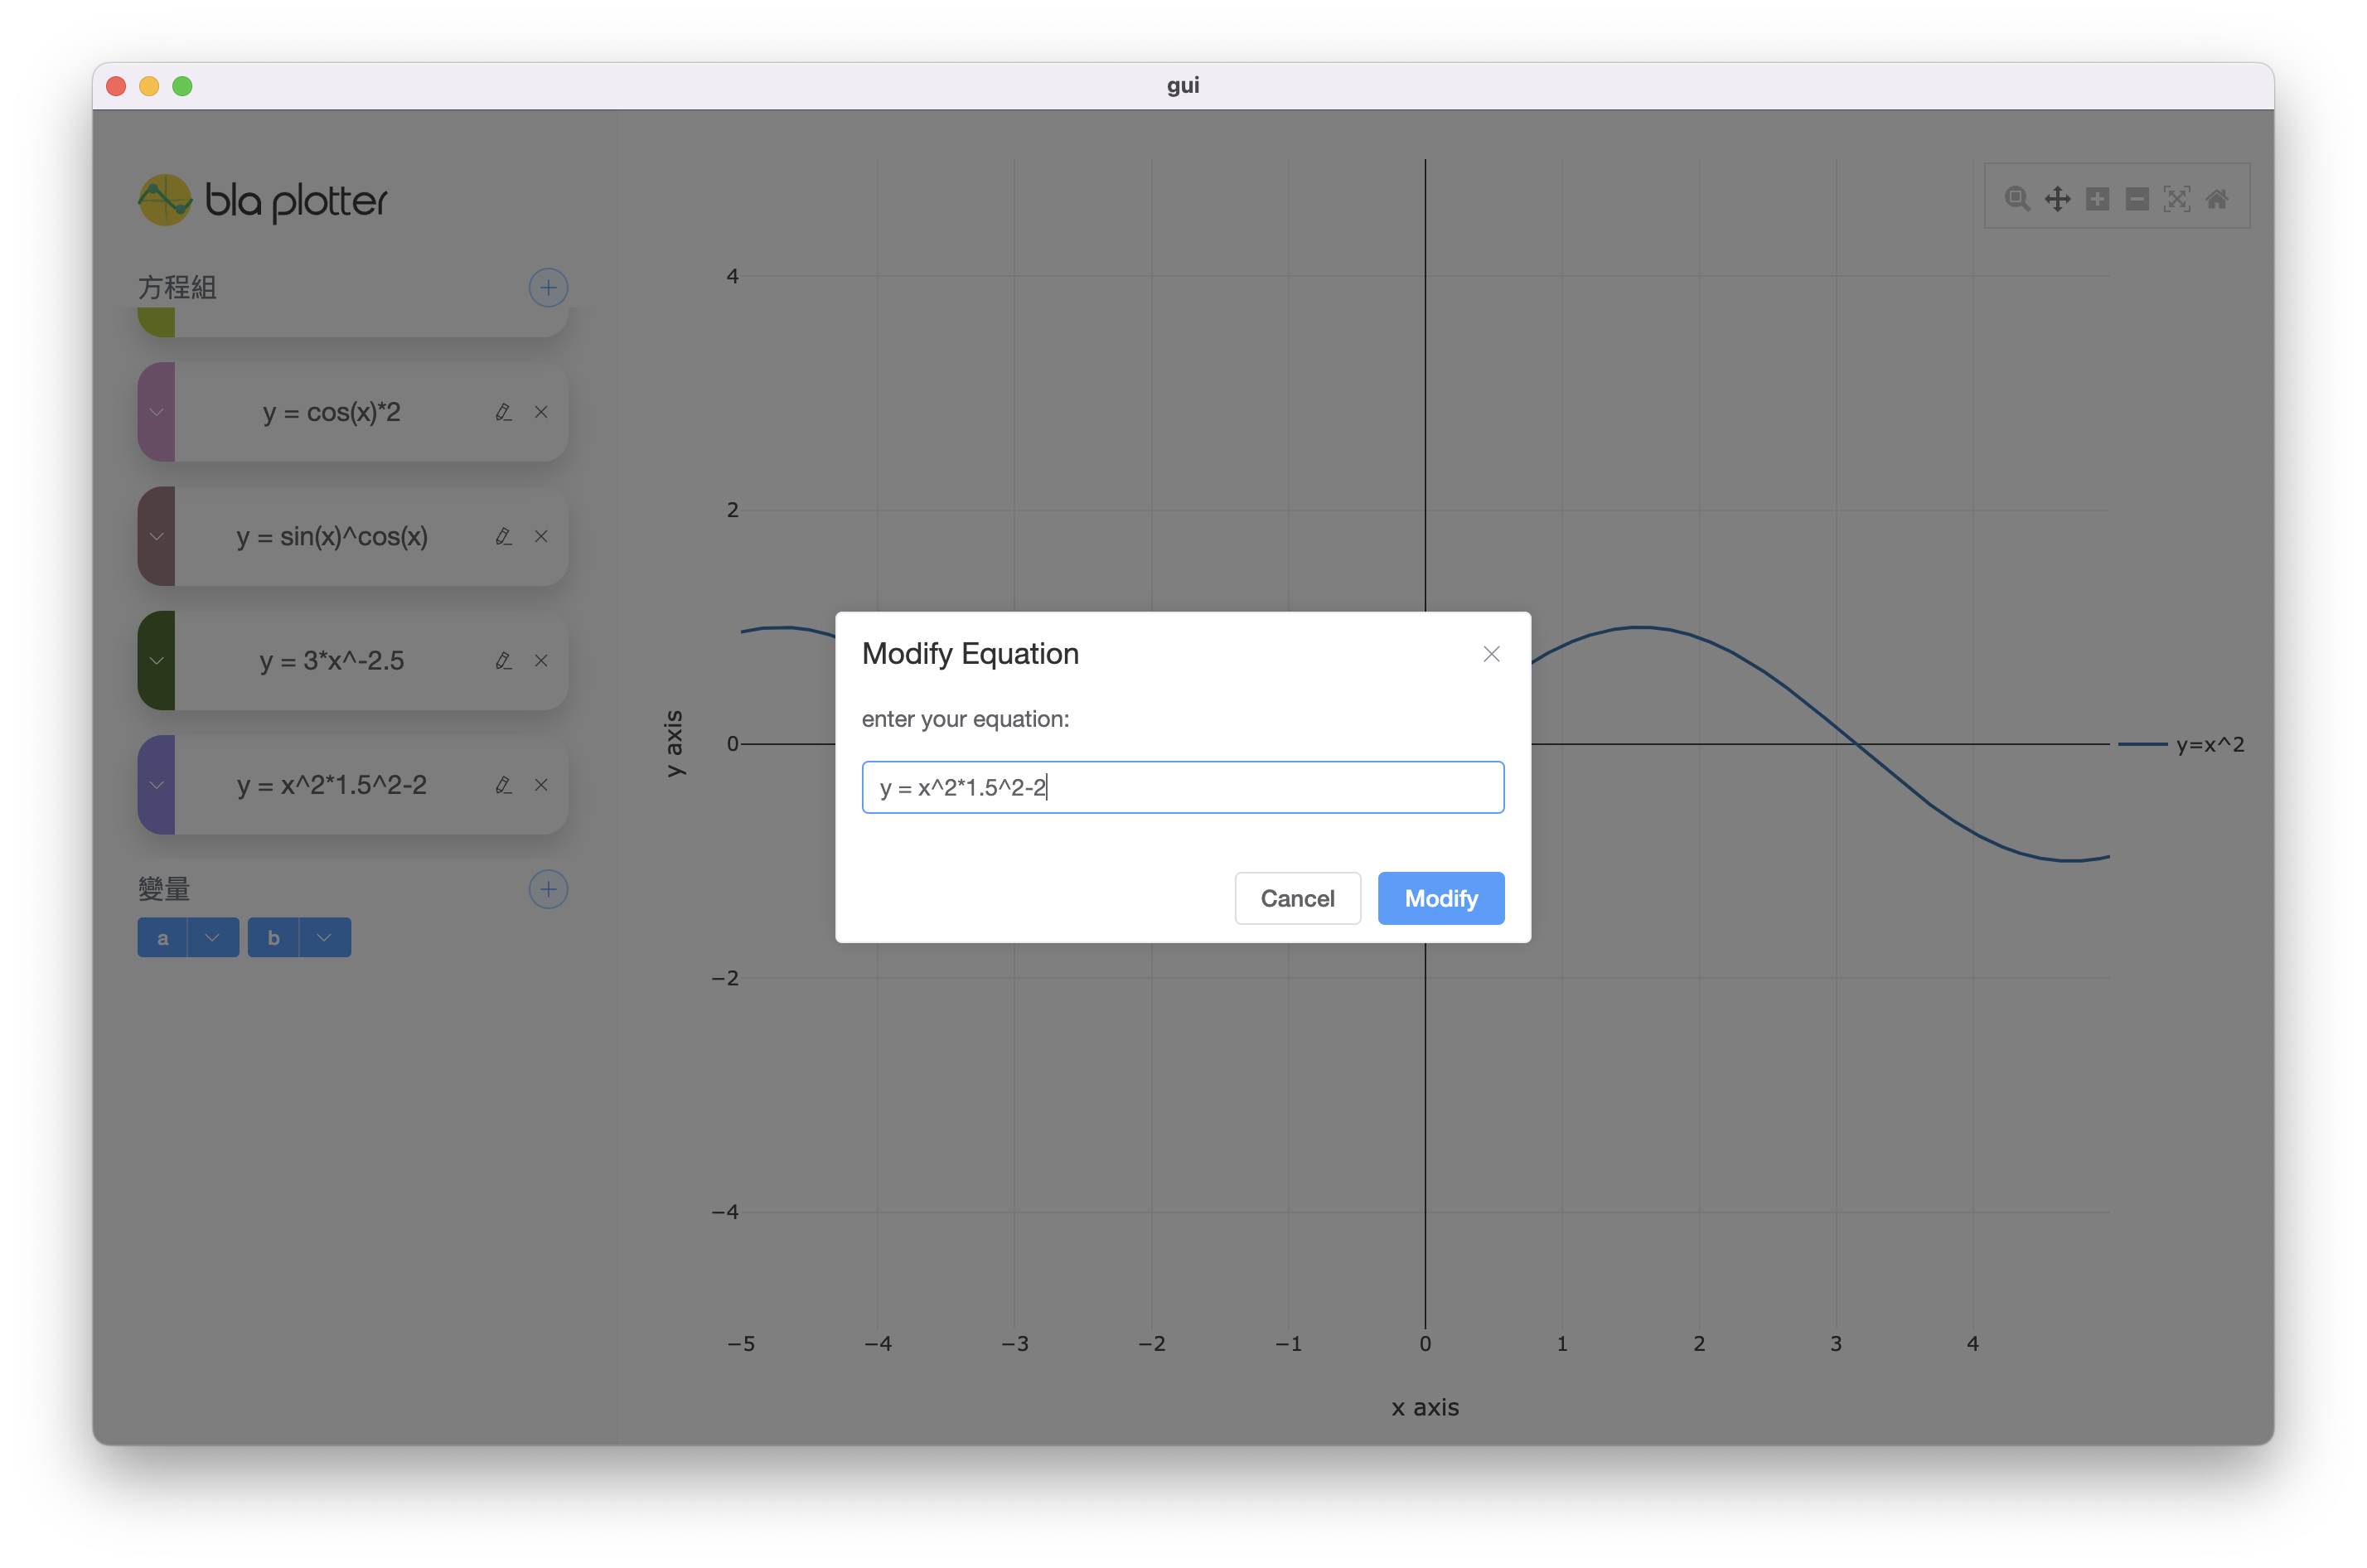 gui
bla plotter
方程組
y = cos(x)*2
y = sin(x)^cos(x)
y = 3*x^-2.5
y = x^2*1.5^2-2
變量
a
b
4
2
0
−2
−4
y axis
−5
−4
−3
−2
−1
0
1
2
3
4
x axis
y=x^2
Modify Equation
enter your equation:
y = x^2*1.5^2-2
Cancel
Modify